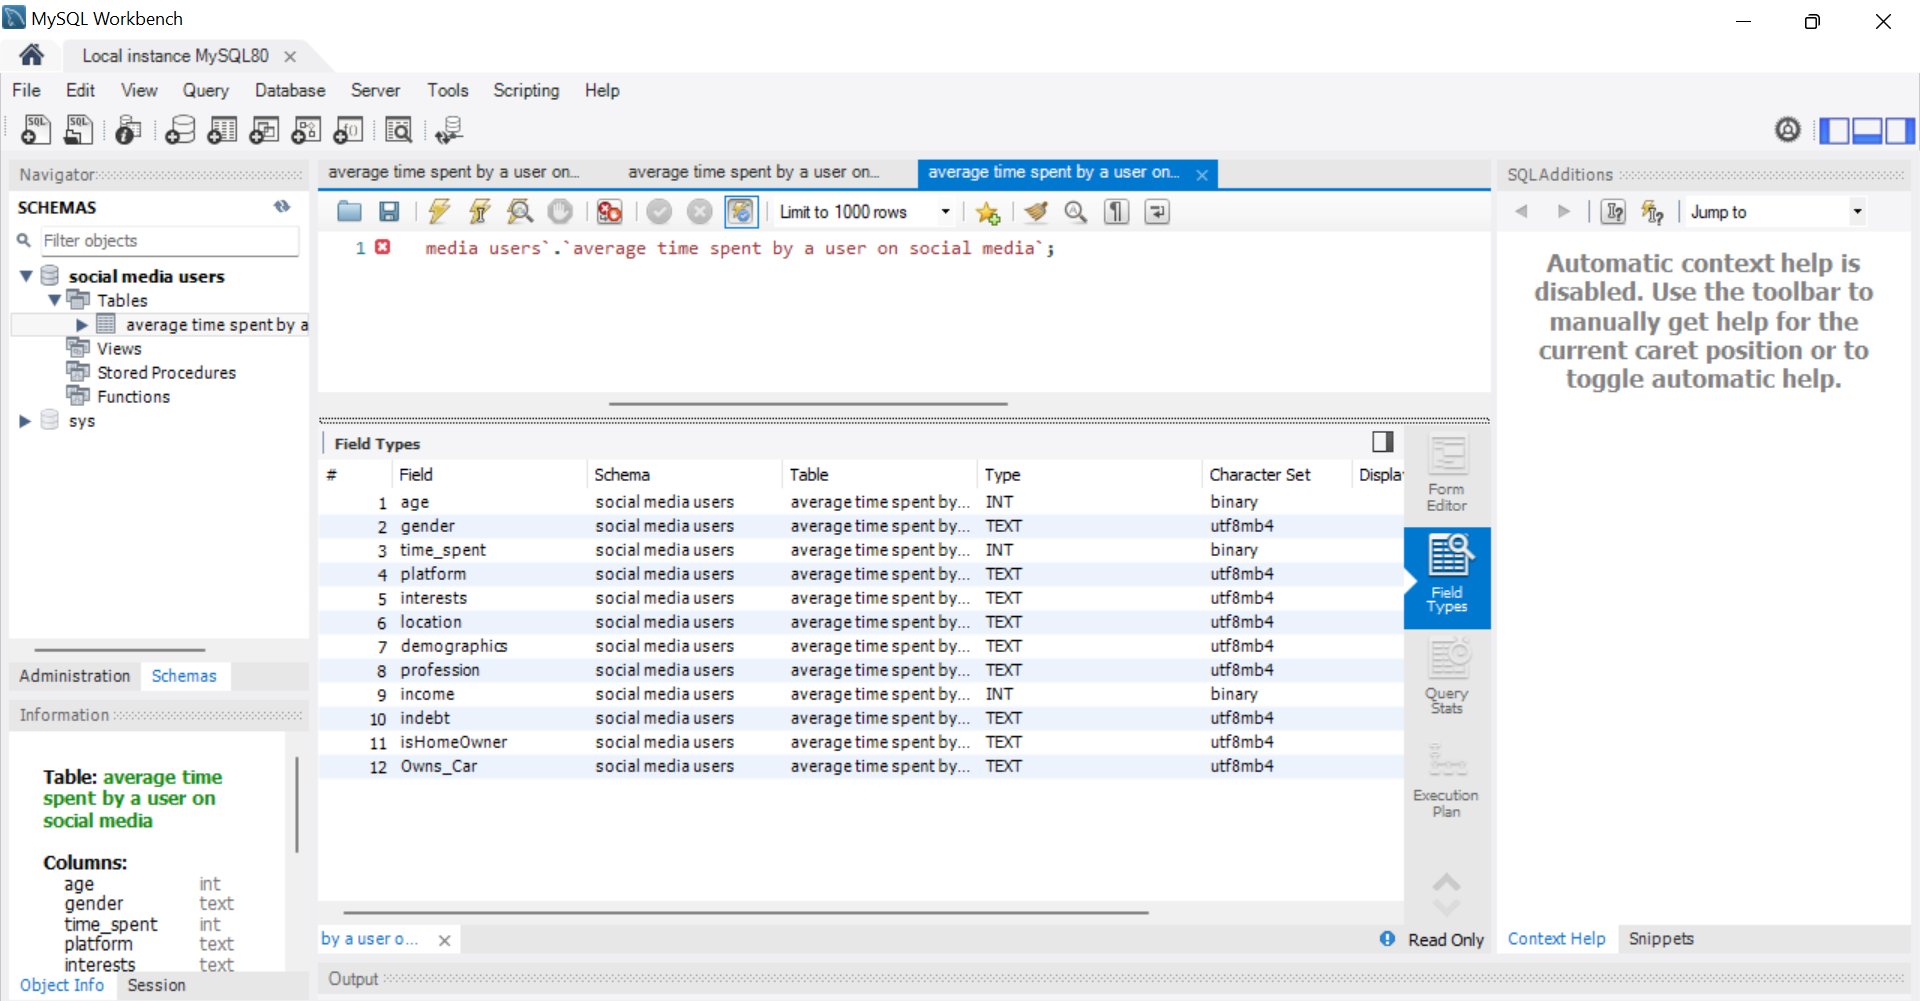 MySQL Workbench
Local instance MySQL80
File Edit View Query Database Server Tools Scripting Help
Navigator
SCHEMAS
Filter objects
social media users
Tables
average time spent by a
Views
Stored Procedures
Functions
sys
Administration Schemas
Information
Table: average time
spent by a user on
social media
Columns:
age int
gender text
time_spent int
platform text
interests text
Object Info Session
average time spent by a user on... average time spent by a user on... average time spent by a user on...
Limit to 1000 rows
1 media users`.`average time spent by a user on social media`;
Field Types
# Field Schema Table Type Character Set Displa
1 age social media users average time spent by... INT binary
2 gender social media users average time spent by... TEXT utf8mb4
3 time_spent social media users average time spent by... INT binary
4 platform social media users average time spent by... TEXT utf8mb4
5 interests social media users average time spent by... TEXT utf8mb4
6 location social media users average time spent by... TEXT utf8mb4
7 demographics social media users average time spent by... TEXT utf8mb4
8 profession social media users average time spent by... TEXT utf8mb4
9 income social media users average time spent by... INT binary
10 indebt social media users average time spent by... TEXT utf8mb4
11 isHomeOwner social media users average time spent by... TEXT utf8mb4
12 Owns_Car social media users average time spent by... TEXT utf8mb4
Form
Editor
Field
Types
Query
Stats
Execution
Plan
by a user o...
Read Only
Output
SQLAdditions
Jump to
Automatic context help is
disabled. Use the toolbar to
manually get help for the
current caret position or to
toggle automatic help.
Context Help Snippets